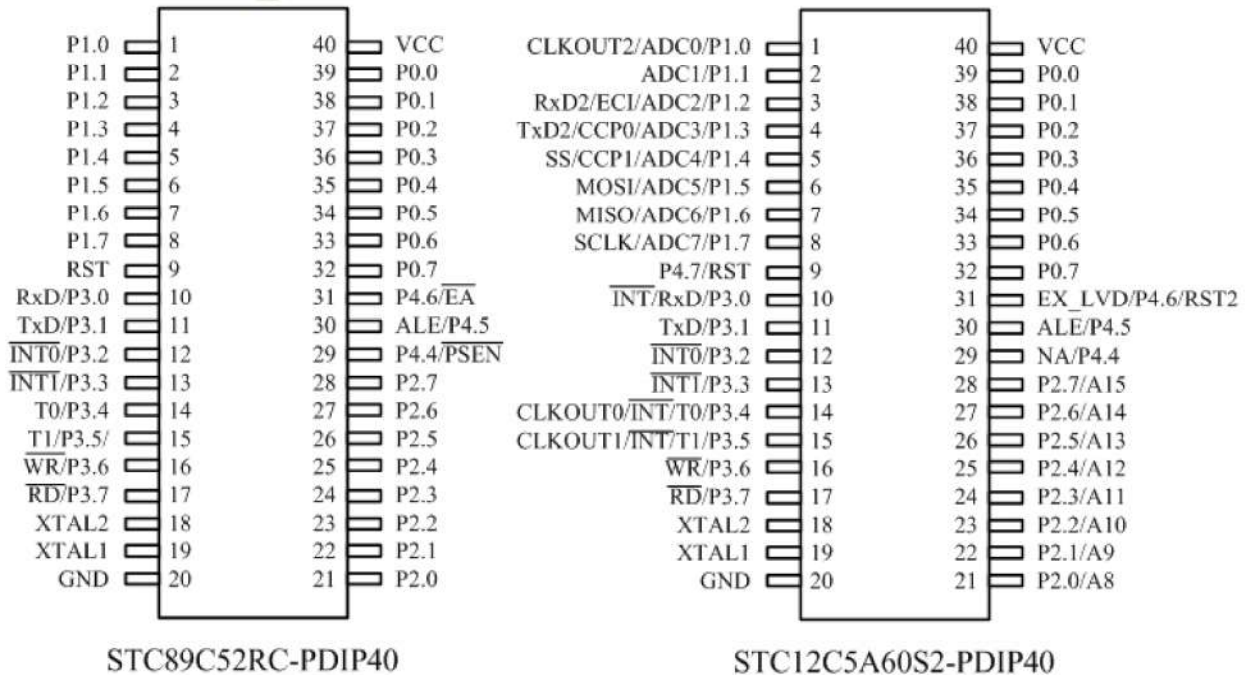 P1.0 1 40 VCC
P1.1 2 39 P0.0
P1.2 3 38 P0.1
P1.3 4 37 P0.2
P1.4 5 36 P0.3
P1.5 6 35 P0.4
P1.6 7 34 P0.5
P1.7 8 33 P0.6
RST 9 32 P0.7
RxD/P3.0 10 31 P4.6/E̅A̅
TxD/P3.1 11 30 ALE/P4.5
I̅N̅T̅0̅/P3.2 12 29 P4.4/P̅S̅E̅N̅
I̅N̅T̅1̅/P3.3 13 28 P2.7
T0/P3.4 14 27 P2.6
T1/P3.5/ 15 26 P2.5
W̅R̅/P3.6 16 25 P2.4
R̅D̅/P3.7 17 24 P2.3
XTAL2 18 23 P2.2
XTAL1 19 22 P2.1
GND 20 21 P2.0
STC89C52RC-PDIP40
CLKOUT2/ADC0/P1.0 1 40 VCC
ADC1/P1.1 2 39 P0.0
RxD2/ECI/ADC2/P1.2 3 38 P0.1
TxD2/CCP0/ADC3/P1.3 4 37 P0.2
SS/CCP1/ADC4/P1.4 5 36 P0.3
MOSI/ADC5/P1.5 6 35 P0.4
MISO/ADC6/P1.6 7 34 P0.5
SCLK/ADC7/P1.7 8 33 P0.6
P4.7/RST 9 32 P0.7
I̅N̅T̅/RxD/P3.0 10 31 EX_LVD/P4.6/RST2
TxD/P3.1 11 30 ALE/P4.5
I̅N̅T̅0̅/P3.2 12 29 NA/P4.4
I̅N̅T̅1̅/P3.3 13 28 P2.7/A15
CLKOUT0/I̅N̅T̅/T0/P3.4 14 27 P2.6/A14
CLKOUT1/I̅N̅T̅/T1/P3.5 15 26 P2.5/A13
W̅R̅/P3.6 16 25 P2.4/A12
R̅D̅/P3.7 17 24 P2.3/A11
XTAL2 18 23 P2.2/A10
XTAL1 19 22 P2.1/A9
GND 20 21 P2.0/A8
STC12C5A60S2-PDIP40